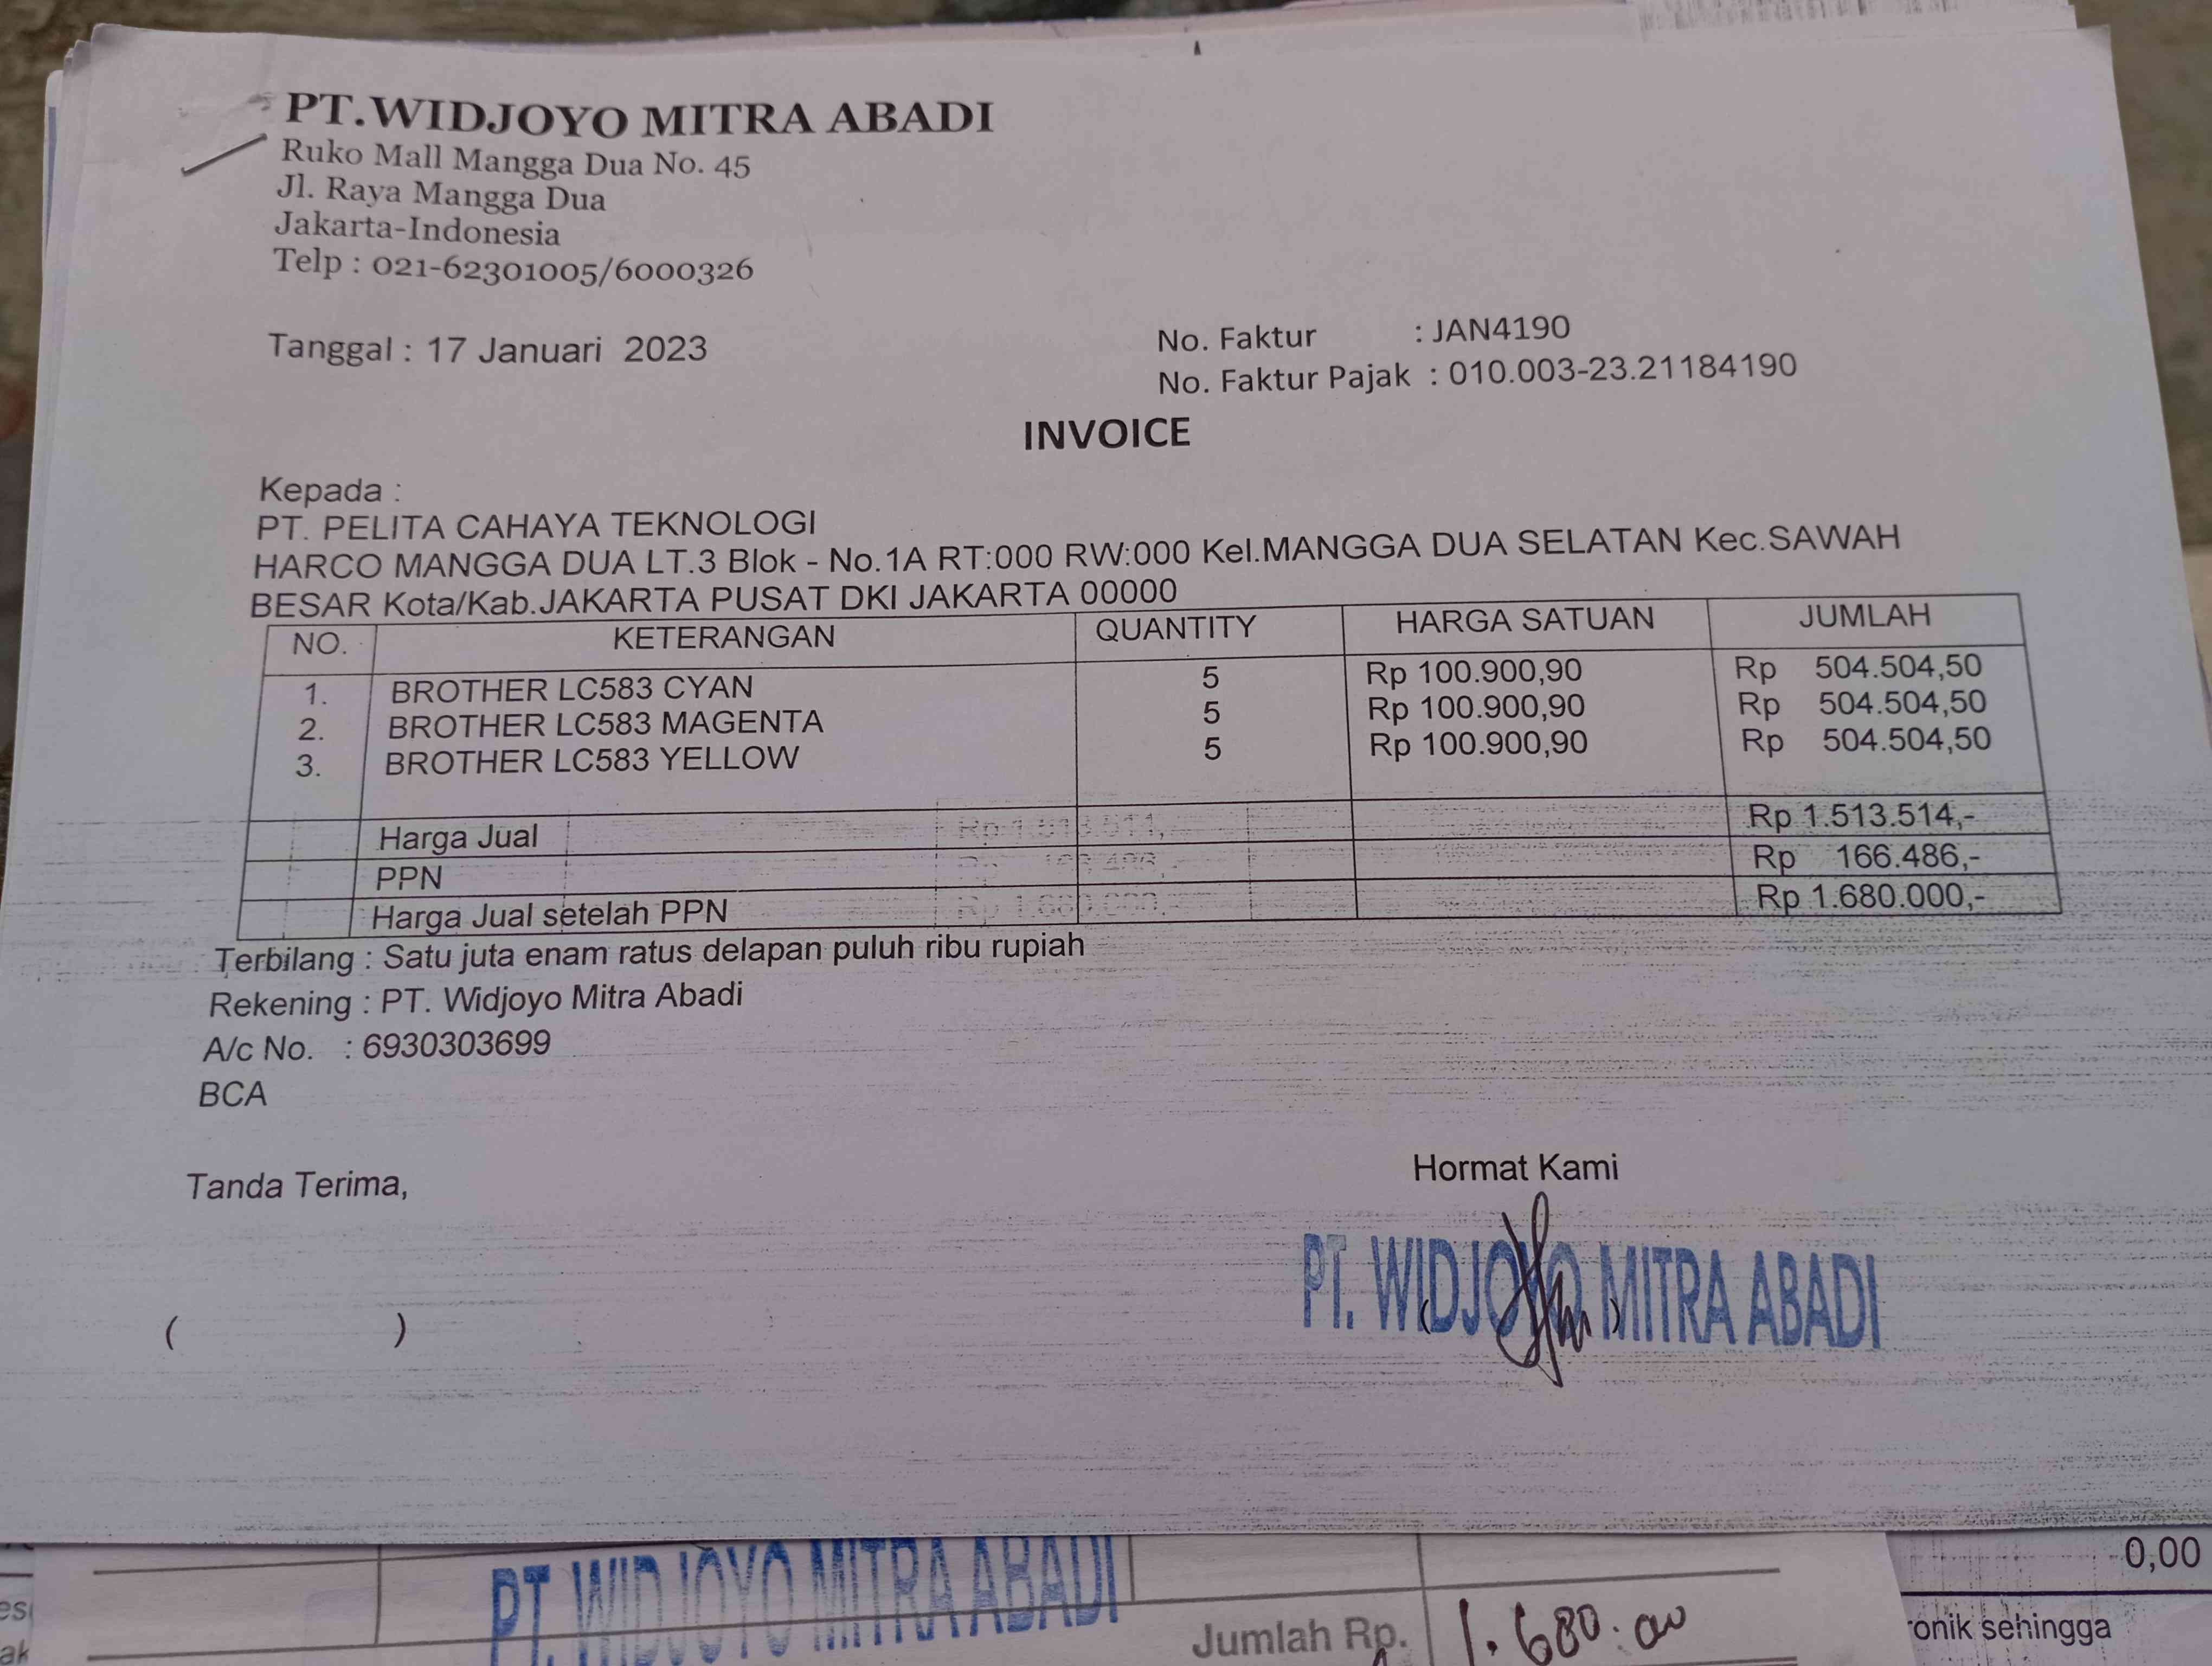 PT.WIDJOYO MITRA ABADI
Ruko Mall Mangga Dua No. 45
Jl. Raya Mangga Dua
Jakarta-Indonesia
Telp : 021-62301005/6000326
Tanggal : 17 Januari 2023
No. Faktur : JAN4190
No. Faktur Pajak : 010.003-23.21184190
INVOICE
Kepada :
PT. PELITA CAHAYA TEKNOLOGI
HARCO MANGGA DUA LT.3 Blok - No.1A RT:000 RW:000 Kel.MANGGA DUA SELATAN Kec.SAWAH
BESAR Kota/Kab.JAKARTA PUSAT DKI JAKARTA 00000
NO. KETERANGAN QUANTITY HARGA SATUAN JUMLAH
1. BROTHER LC583 CYAN 5 Rp 100.900,90 Rp 504.504,50
2. BROTHER LC583 MAGENTA 5 Rp 100.900,90 Rp 504.504,50
3. BROTHER LC583 YELLOW 5 Rp 100.900,90 Rp 504.504,50
Harga Jual Rp 1.513.514,-
PPN Rp 166.486,-
Harga Jual setelah PPN Rp 1.680.000,-
Terbilang : Satu juta enam ratus delapan puluh ribu rupiah
Rekening : PT. Widjoyo Mitra Abadi
A/c No. : 6930303699
BCA
Tanda Terima,
Hormat Kami
PT. WIDJOYO MITRA ABADI
( )
PT. WIDJOYO MITRA ABADI
0,00
Jumlah Rp. 1.680.
sehingga